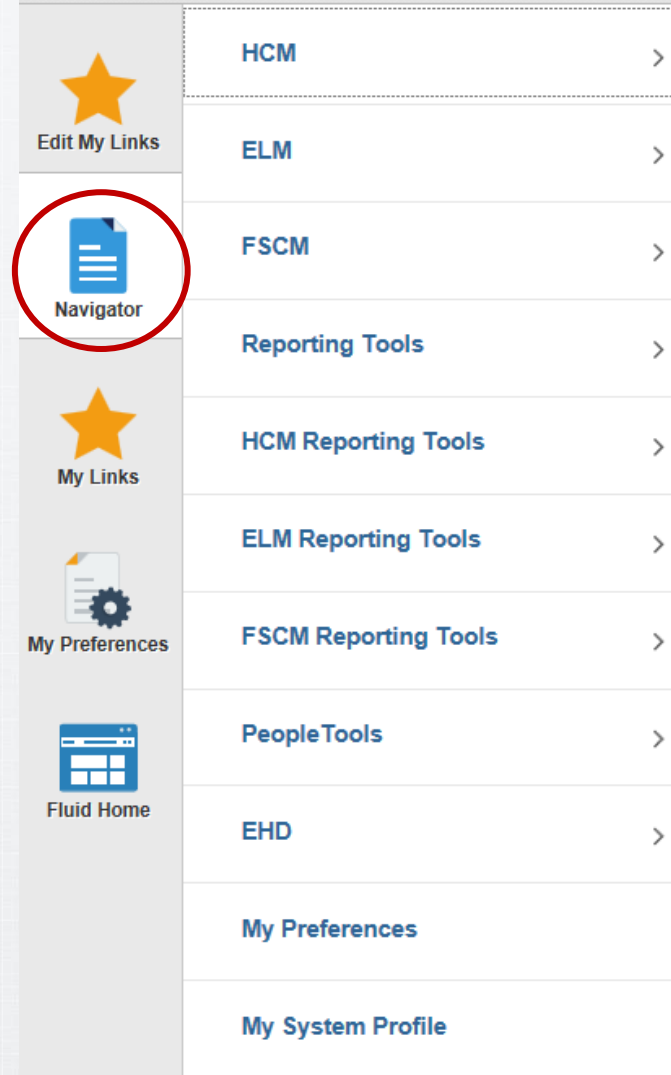 Edit My Links
Navigator
My Links
My Preferences
Fluid Home
HCM
ELM
FSCM
Reporting Tools
HCM Reporting Tools
ELM Reporting Tools
FSCM Reporting Tools
PeopleTools
EHD
My Preferences
My System Profile